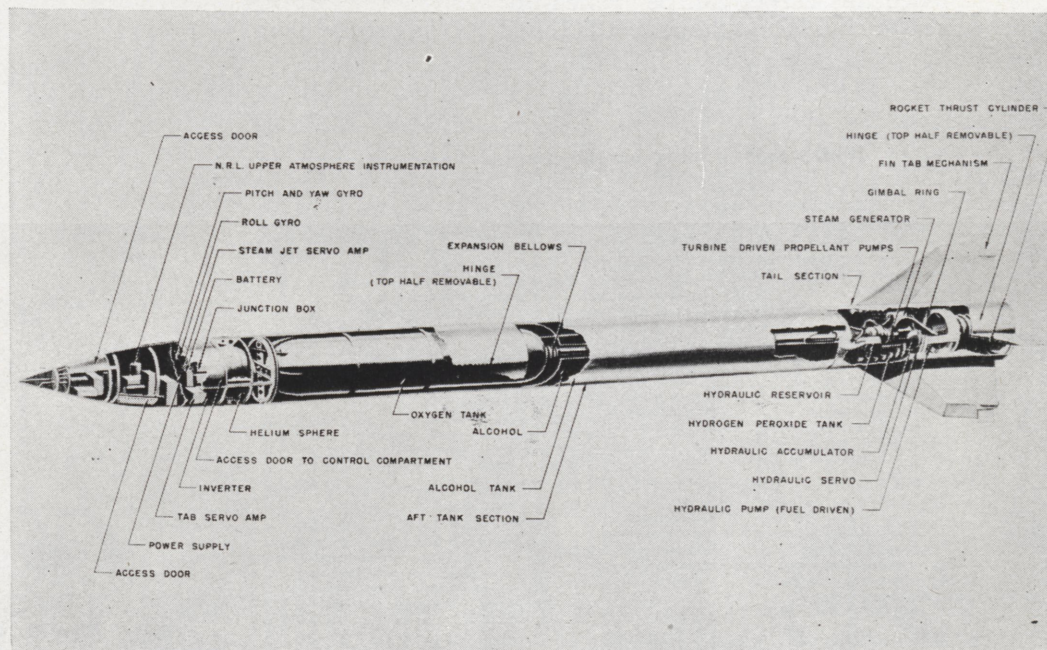 ACCESS DOOR
N.R.L. UPPER ATMOSPHERE INSTRUMENTATION
PITCH AND YAW GYRO
ROLL GYRO
STEAM JET SERVO AMP
BATTERY
JUNCTION BOX
EXPANSION BELLOWS
HINGE
(TOP HALF REMOVABLE)
ROCKET THRUST CYLINDER
HINGE (TOP HALF REMOVABLE)
FIN TAB MECHANISM
GIMBAL RING
STEAM GENERATOR
TURBINE DRIVEN PROPELLANT PUMPS
TAIL SECTION
OXYGEN TANK
HELIUM SPHERE
ALCOHOL
ACCESS DOOR TO CONTROL COMPARTMENT
INVERTER
ALCOHOL TANK
TAB SERVO AMP
AFT TANK SECTION
POWER SUPPLY
ACCESS DOOR
HYDRAULIC RESERVOIR
HYDROGEN PEROXIDE TANK
HYDRAULIC ACCUMULATOR
HYDRAULIC SERVO
HYDRAULIC PUMP (FUEL DRIVEN)